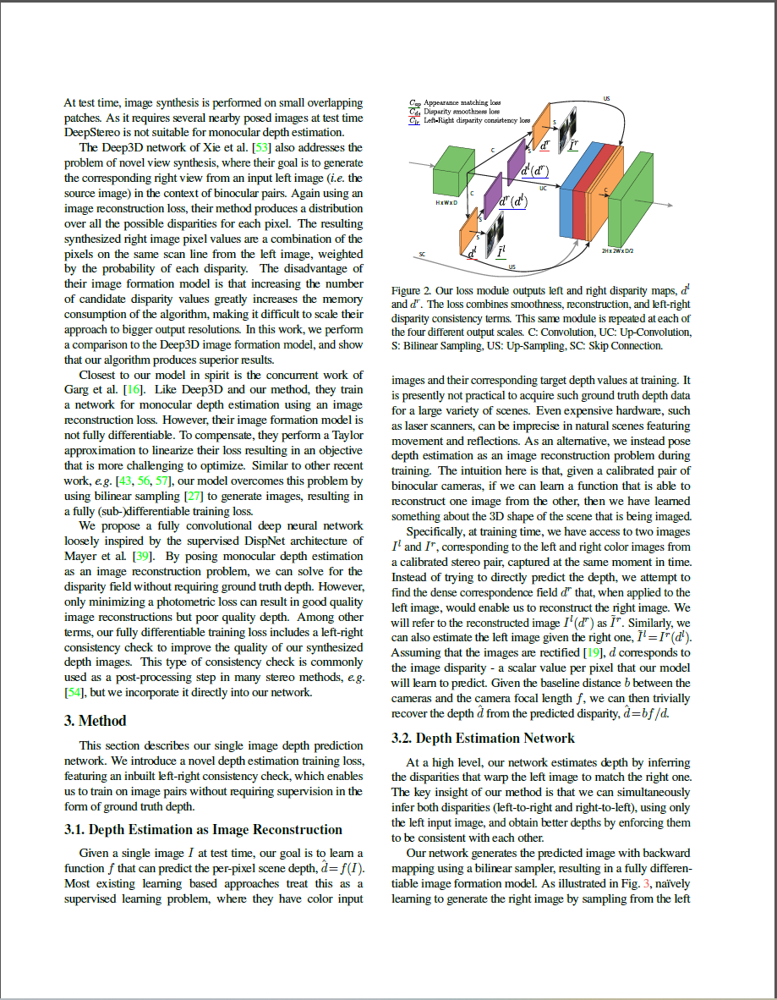 At test time, image synthesis is performed on small overlapping
patches. As it requires several nearby posed images at test time
DeepStereo is not suitable for monocular depth estimation.
The Deep3D network of Xie et al. [53] also addresses the
problem of novel view synthesis, where their goal is to generate
the corresponding right view from an input left image (i.e. the
source image) in the context of binocular pairs. Again using an
image reconstruction loss, their method produces a distribution
over all the possible disparities for each pixel. The resulting
synthesized right image pixel values are a combination of the
pixels on the same scan line from the left image, weighted
by the probability of each disparity. The disadvantage of
their image formation model is that increasing the number
of candidate disparity values greatly increases the memory
consumption of the algorithm, making it difficult to scale their
approach to bigger output resolutions. In this work, we perform
a comparison to the Deep3D image formation model, and show
that our algorithm produces superior results.
Closest to our model in spirit is the concurrent work of
Garg et al. [16]. Like Deep3D and our method, they train
a network for monocular depth estimation using an image
reconstruction loss. However, their image formation model is
not fully differentiable. To compensate, they perform a Taylor
approximation to linearize their loss resulting in an objective
that is more challenging to optimize. Similar to other recent
work, e.g. [43, 56, 57], our model overcomes this problem by
using bilinear sampling [27] to generate images, resulting in
a fully (sub-)differentiable training loss.
We propose a fully convolutional deep neural network
loosely inspired by the supervised DispNet architecture of
Mayer et al. [39]. By posing monocular depth estimation
as an image reconstruction problem, we can solve for the
disparity field without requiring ground truth depth. However,
only minimizing a photometric loss can result in good quality
image reconstructions but poor quality depth. Among other
terms, our fully differentiable training loss includes a left-right
consistency check to improve the quality of our synthesized
depth images. This type of consistency check is commonly
used as a post-processing step in many stereo methods, e.g.
[54], but we incorporate it directly into our network.
3. Method
This section describes our single image depth prediction
network. We introduce a novel depth estimation training loss,
featuring an inbuilt left-right consistency check, which enables
us to train on image pairs without requiring supervision in the
form of ground truth depth.
3.1. Depth Estimation as Image Reconstruction
Given a single image I at test time, our goal is to learn a
function f that can predict the per-pixel scene depth, d̂ = f(I).
Most existing learning based approaches treat this as a
supervised learning problem, where they have color input
C_ap Appearance matching loss
C_ds Disparity smoothness loss
C_lr Left-Right disparity consistency loss
US
S
d^r
Ĩ^r
C
S
d^l(d^r)
UC
C
HxWxD
C
d^r(d^l)
S
S
d^l
Ĩ^l
SC
US
2Hx2WxD/2
Figure 2. Our loss module outputs left and right disparity maps, d^l
and d^r. The loss combines smoothness, reconstruction, and left-right
disparity consistency terms. This same module is repeated at each of
the four different output scales. C: Convolution, UC: Up-Convolution,
S: Bilinear Sampling, US: Up-Sampling, SC: Skip Connection.
images and their corresponding target depth values at training. It
is presently not practical to acquire such ground truth depth data
for a large variety of scenes. Even expensive hardware, such
as laser scanners, can be imprecise in natural scenes featuring
movement and reflections. As an alternative, we instead pose
depth estimation as an image reconstruction problem during
training. The intuition here is that, given a calibrated pair of
binocular cameras, if we can learn a function that is able to
reconstruct one image from the other, then we have learned
something about the 3D shape of the scene that is being imaged.
Specifically, at training time, we have access to two images
I^l and I^r, corresponding to the left and right color images from
a calibrated stereo pair, captured at the same moment in time.
Instead of trying to directly predict the depth, we attempt to
find the dense correspondence field d^r that, when applied to the
left image, would enable us to reconstruct the right image. We
will refer to the reconstructed image I^l(d^r) as Ĩ^r. Similarly, we
can also estimate the left image given the right one, Ĩ^l = I^r(d^l).
Assuming that the images are rectified [19], d corresponds to
the image disparity - a scalar value per pixel that our model
will learn to predict. Given the baseline distance b between the
cameras and the camera focal length f, we can then trivially
recover the depth d̂ from the predicted disparity, d̂ = bf/d.
3.2. Depth Estimation Network
At a high level, our network estimates depth by inferring
the disparities that warp the left image to match the right one.
The key insight of our method is that we can simultaneously
infer both disparities (left-to-right and right-to-left), using only
the left input image, and obtain better depths by enforcing them
to be consistent with each other.
Our network generates the predicted image with backward
mapping using a bilinear sampler, resulting in a fully differen-
tiable image formation model. As illustrated in Fig. 3, naïvely
learning to generate the right image by sampling from the left